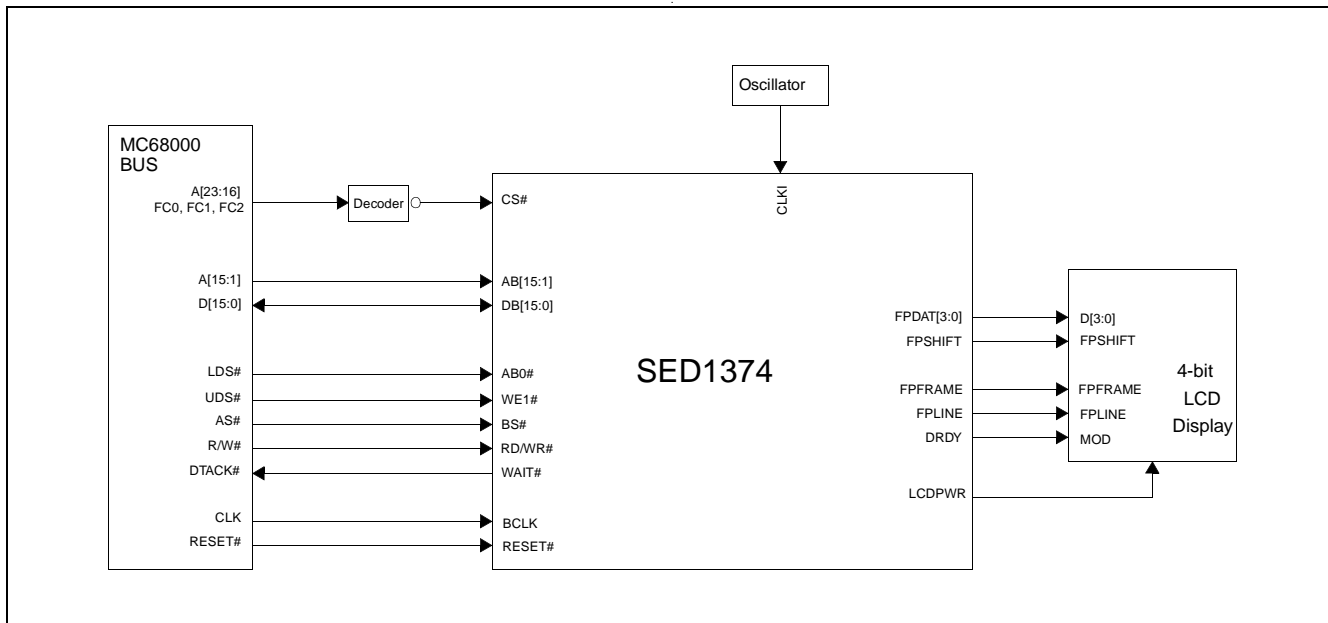 Oscillator
MC68000
BUS
A[23:16]
FC0, FC1, FC2
Decoder
CS#
CLKI
A[15:1]
AB[15:1]
D[15:0]
DB[15:0]
FPDAT[3:0]
D[3:0]
FPSHIFT
FPSHIFT
SED1374
LDS#
AB0#
4-bit
LCD
Display
UDS#
WE1#
FPFRAME
FPFRAME
AS#
BS#
FPLINE
FPLINE
R/W#
RD/WR#
DRDY
MOD
DTACK#
WAIT#
LCDPWR
CLK
BCLK
RESET#
RESET#